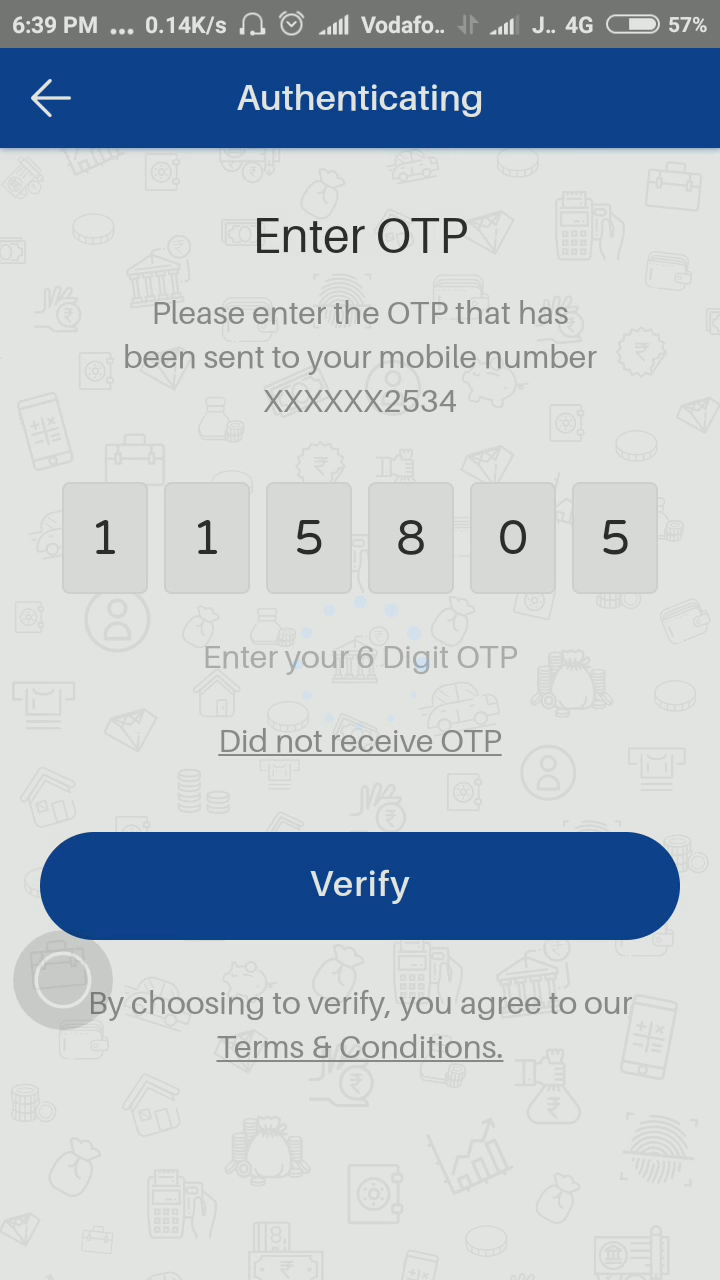 6:39 PM ... 0.14K/s Vodafo.. J.. 4G 57%
Authenticating
Enter OTP
Please enter the OTP that has
been sent to your mobile number
XXXXXX2534
1 1 5 8 0 5
Enter your 6 Digit OTP
Did not receive OTP
Verify
By choosing to verify, you agree to our
Terms & Conditions.